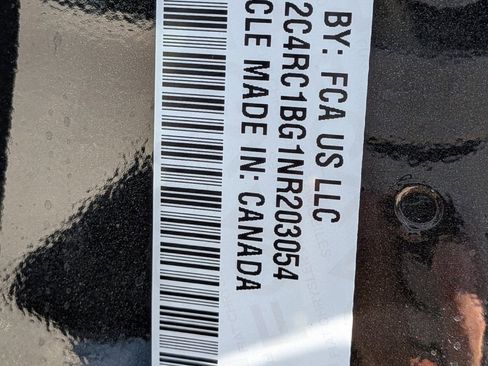 BY: FCA US LLC
2C4RC1BG1NR203054
CLE MADE IN: CANADA